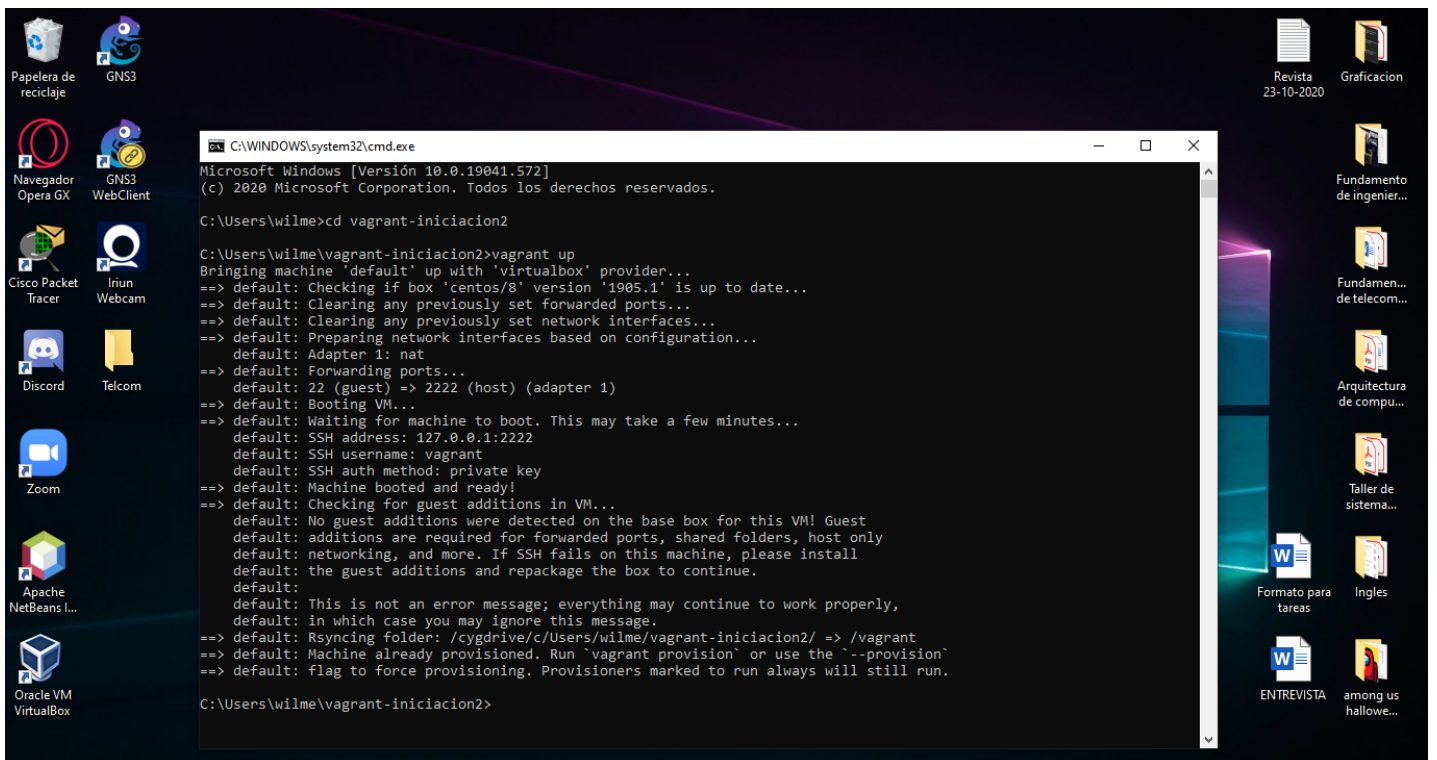 Papelera de
reciclaje
GNS3
Navegador
Opera GX
GNS3
WebClient
Cisco Packet
Tracer
Iriun
Webcam
Discord
Telcom
Zoom
Apache
NetBeans I...
Oracle VM
VirtualBox
C:\WINDOWS\system32\cmd.exe
Microsoft Windows [Versión 10.0.19041.572]
(c) 2020 Microsoft Corporation. Todos los derechos reservados.
C:\Users\wilme>cd vagrant-iniciacion2
C:\Users\wilme\vagrant-iniciacion2>vagrant up
Bringing machine 'default' up with 'virtualbox' provider...
==> default: Checking if box 'centos/8' version '1905.1' is up to date...
==> default: Clearing any previously set forwarded ports...
==> default: Clearing any previously set network interfaces...
==> default: Preparing network interfaces based on configuration...
default: Adapter 1: nat
==> default: Forwarding ports...
default: 22 (guest) => 2222 (host) (adapter 1)
==> default: Booting VM...
==> default: Waiting for machine to boot. This may take a few minutes...
default: SSH address: 127.0.0.1:2222
default: SSH username: vagrant
default: SSH auth method: private key
==> default: Machine booted and ready!
==> default: Checking for guest additions in VM...
default: No guest additions were detected on the base box for this VM! Guest
default: additions are required for forwarded ports, shared folders, host only
default: networking, and more. If SSH fails on this machine, please install
default: the guest additions and repackage the box to continue.
default:
default: This is not an error message; everything may continue to work properly,
default: in which case you may ignore this message.
==> default: Rsyncing folder: /cygdrive/c/Users/wilme/vagrant-iniciacion2/ => /vagrant
==> default: Machine already provisioned. Run `vagrant provision` or use the `--provision`
==> default: flag to force provisioning. Provisioners marked to run always will still run.
C:\Users\wilme\vagrant-iniciacion2>
Revista
23-10-2020
Graficacion
Fundamento
de ingenier...
Fundamen...
de telecom...
Arquitectura
de compu...
Taller de
sistema...
Formato para
tareas
Ingles
ENTREVISTA
among us
hallowe...